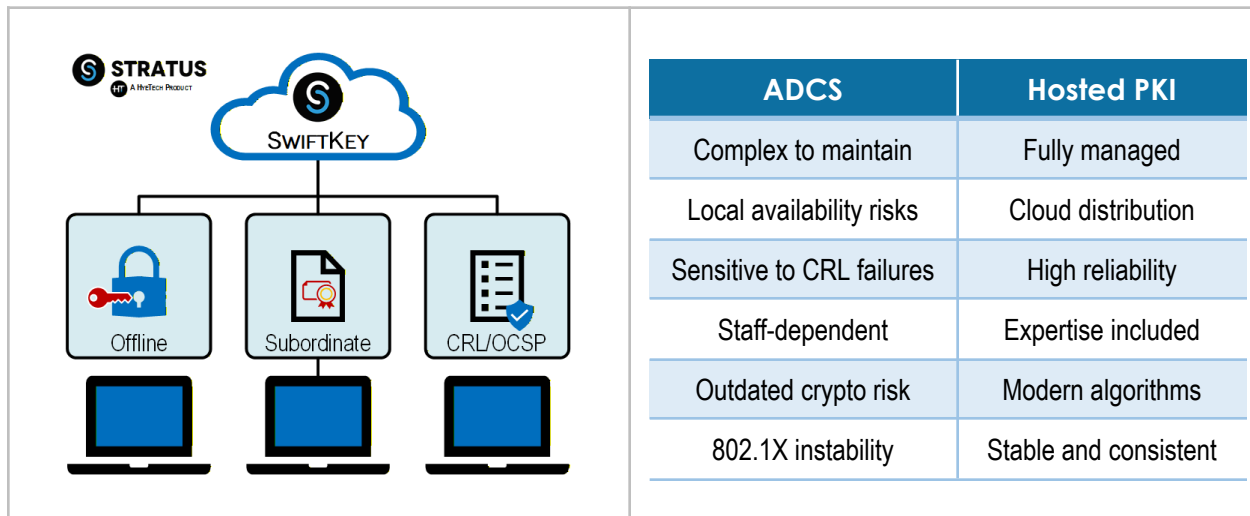 STRATUS
HT A HYETECH PRODUCT
SWIFTKEY
Offline
Subordinate
CRL/OCSP
ADCS Hosted PKI
Complex to maintain Fully managed
Local availability risks Cloud distribution
Sensitive to CRL failures High reliability
Staff-dependent Expertise included
Outdated crypto risk Modern algorithms
802.1X instability Stable and consistent